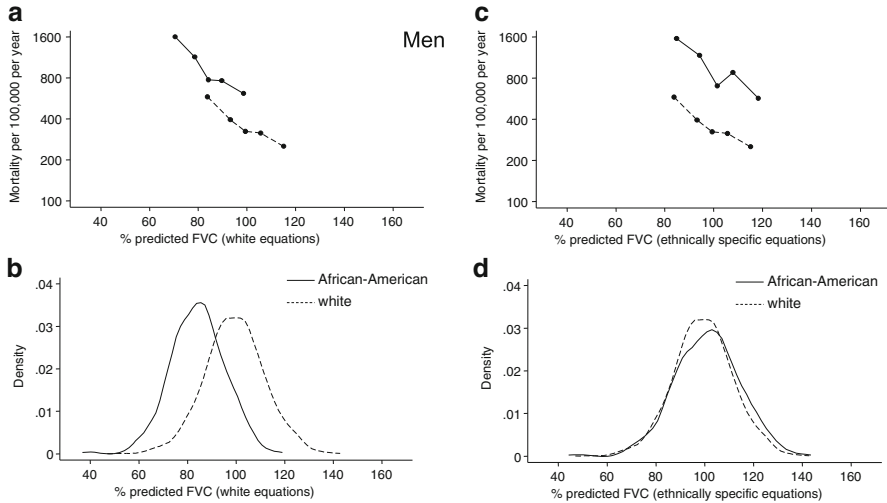 a
Men
Mortality per 100,000 per year
1600
800
400
200
100
40 60 80 100 120 140 160
% predicted FVC (white equations)
c
Mortality per 100,000 per year
1600
800
400
200
100
40 60 80 100 120 140 160
% predicted FVC (ethnically specific equations)
b
African-American
white
Density
.04
.03
.02
.01
0
40 60 80 100 120 140 160
% predicted FVC (white equations)
d
African-American
white
Density
.04
.03
.02
.01
0
40 60 80 100 120 140 160
% predicted FVC (ethnically specific equations)